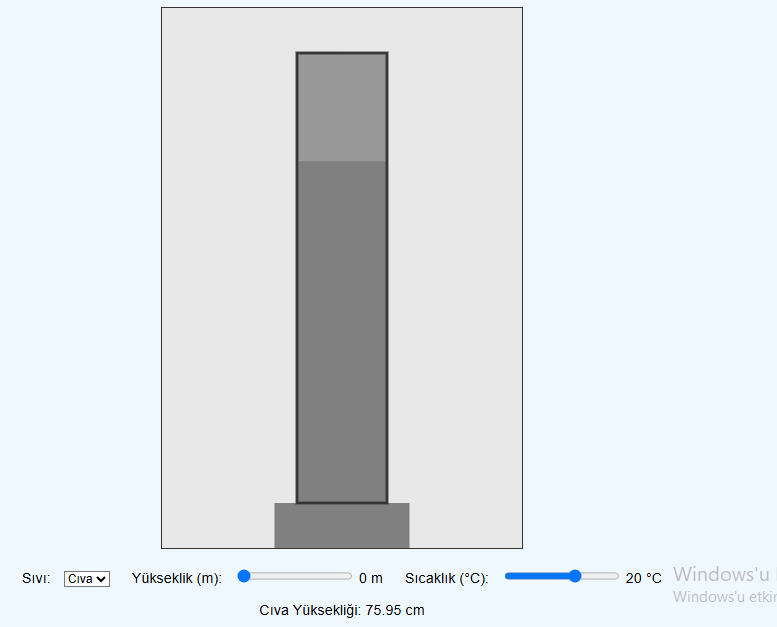 Sıvı: Cıva Yükseklik (m): 0 m Sıcaklık (°C): 20 °C
Windows'u
Windows'u etkin
Cıva Yüksekliği: 75.95 cm